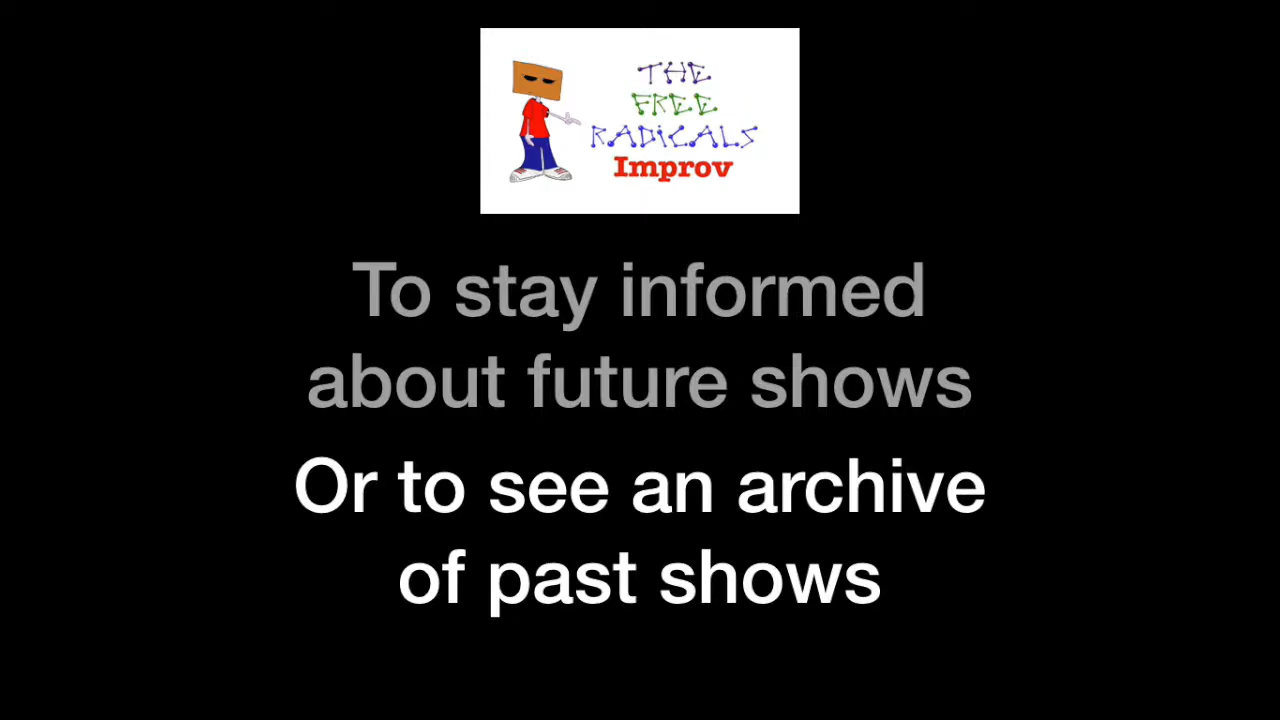 THE
FREE
RADiCALS
Improv
To stay informed
about future shows
Or to see an archive
of past shows